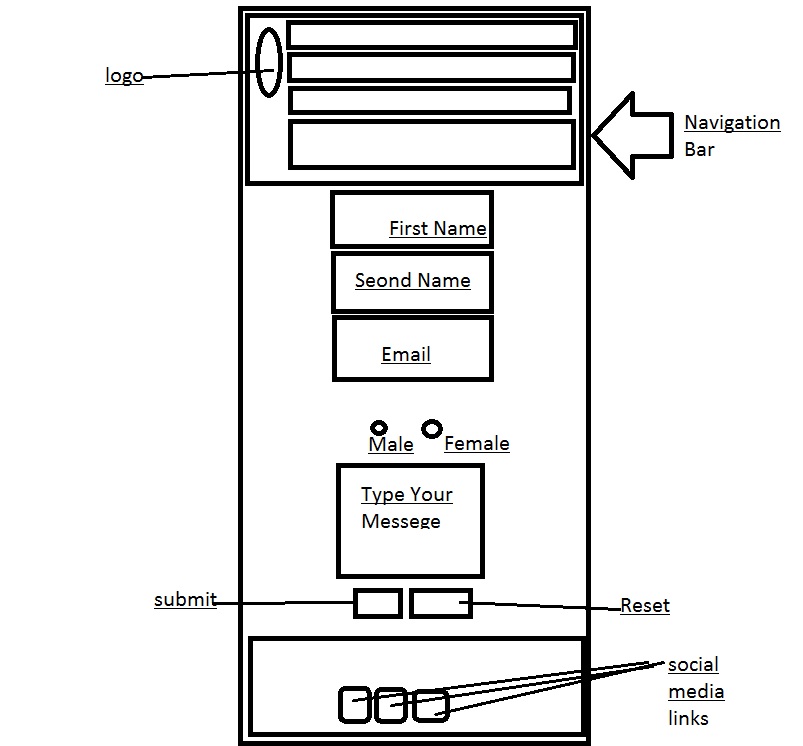 logo
Navigation
Bar
First Name
Seond Name
Email
Male
Female
Type Your
Messege
submit
Reset
social
media
links